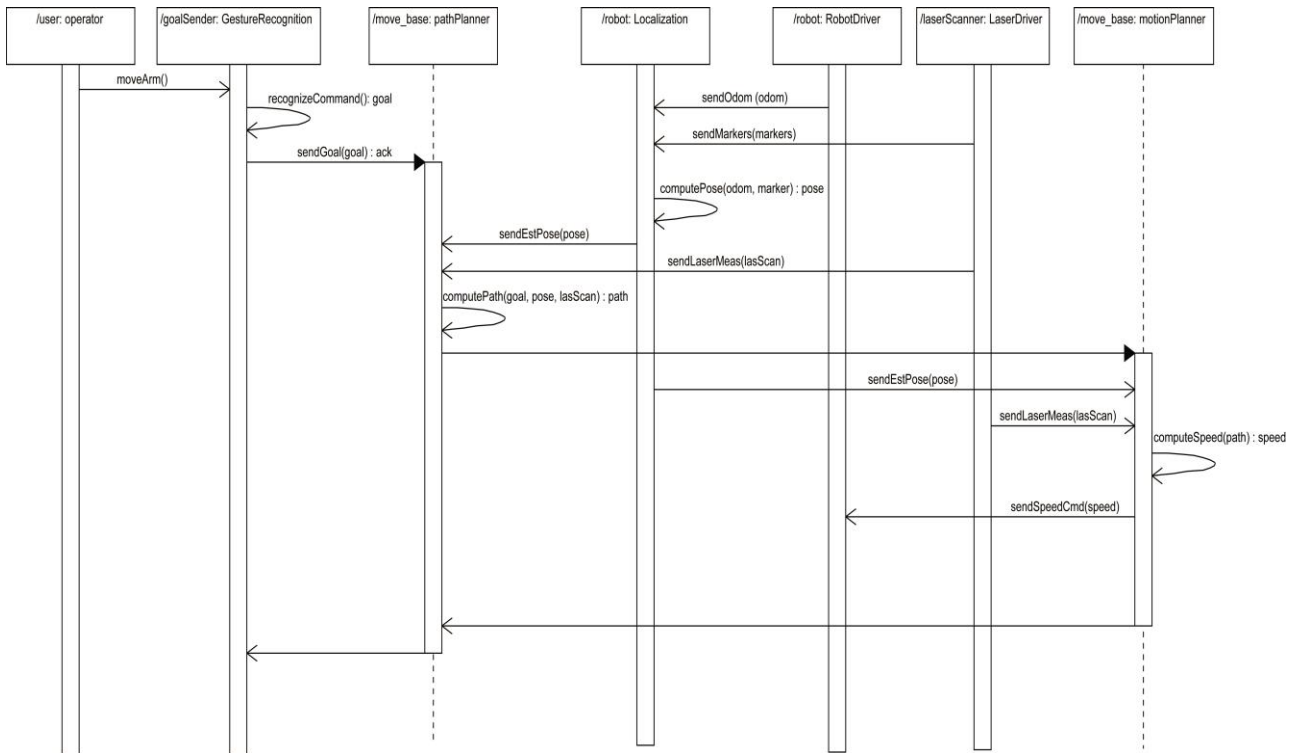 /user: operator
/goalSender: GestureRecognition
/move_base: pathPlanner
/robot: Localization
/robot: RobotDriver
/laserScanner: LaserDriver
/move_base: motionPlanner
moveArm()
recognizeCommand(): goal
sendOdom (odom)
sendMarkers(markers)
sendGoal(goal) : ack
computePose(odom, marker) : pose
sendEstPose(pose)
sendLaserMeas(lasScan)
computePath(goal, pose, lasScan) : path
sendEstPose(pose)
sendLaserMeas(lasScan)
computeSpeed(path) : speed
sendSpeedCmd(speed)